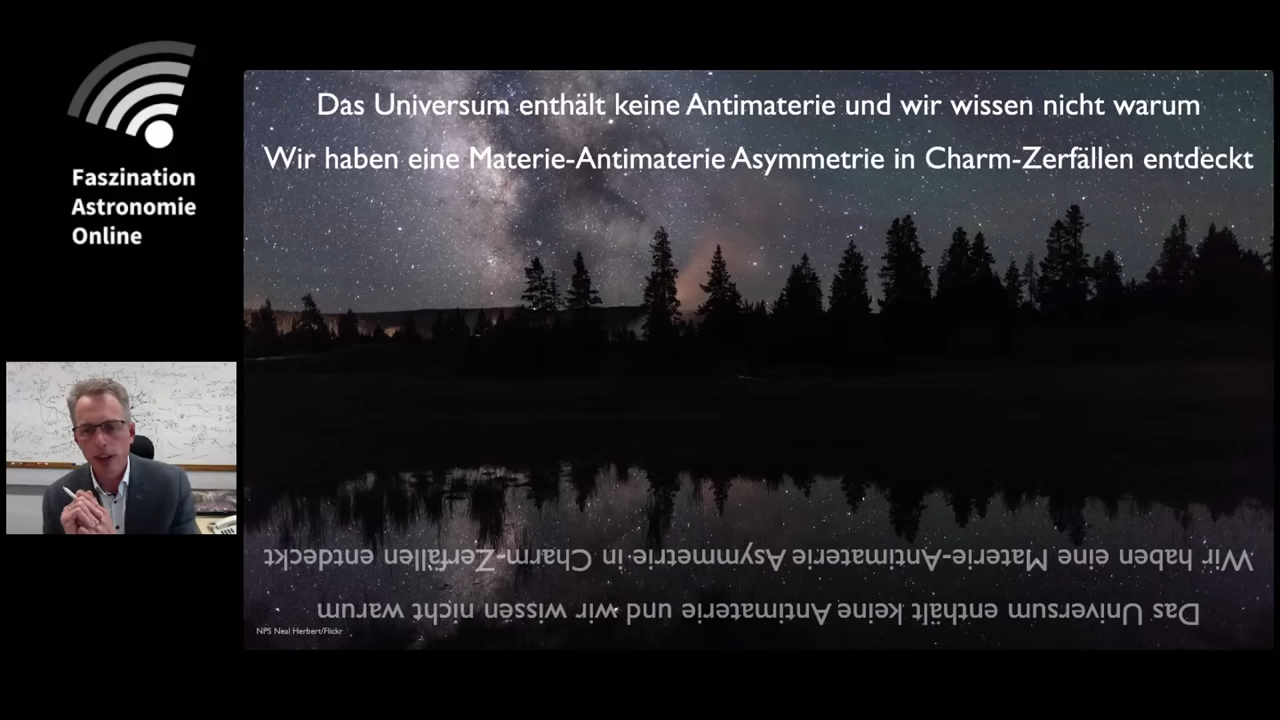 Faszination
Astronomie
Online
Das Universum enthält keine Antimaterie und wir wissen nicht warum
Wir haben eine Materie-Antimaterie Asymmetrie in Charm-Zerfällen entdeckt
Wir haben eine Materie-Antimaterie Asymmetrie in Charm-Zerfällen entdeckt
Das Universum enthält keine Antimaterie und wir wissen nicht warum
NPS Neal Herbert/Flickr